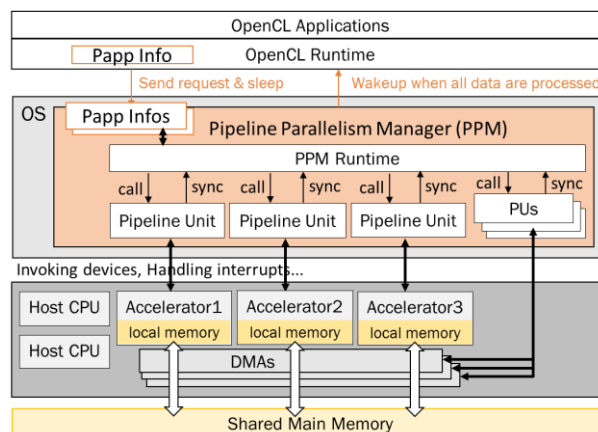 OpenCL Applications
Papp Info
OpenCL Runtime
Send request & sleep
Wakeup when all data are processed
OS
Papp Infos
Pipeline Parallelism Manager (PPM)
PPM Runtime
call
sync
call
sync
call
sync
call
sync
Pipeline Unit
Pipeline Unit
Pipeline Unit
PUs
Invoking devices, Handling interrupts...
Host CPU
Accelerator1
Accelerator2
Accelerator3
local memory
local memory
local memory
Host CPU
DMAs
Shared Main Memory